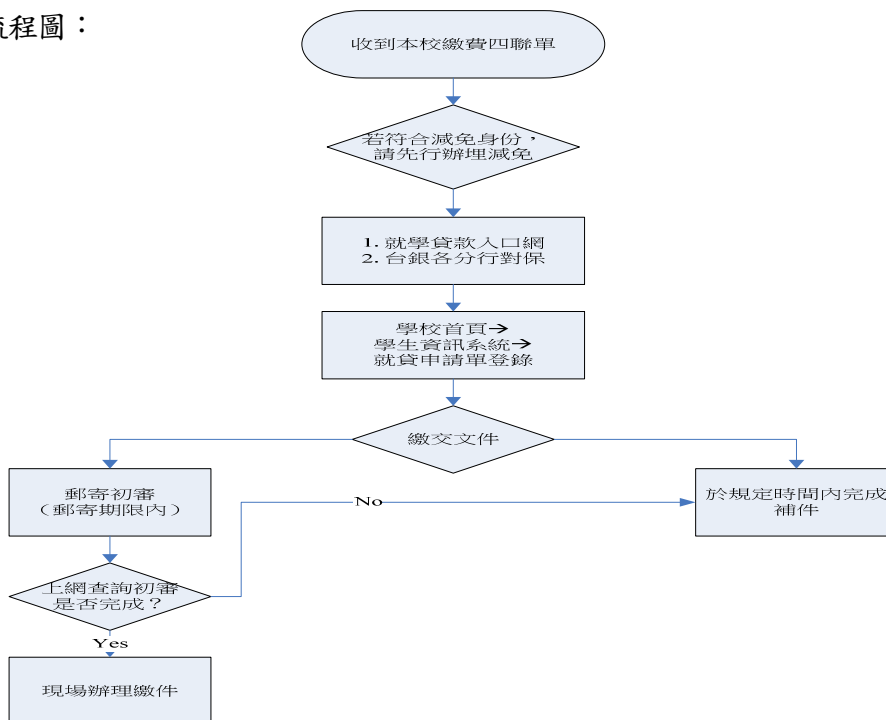 流程圖：
收到本校繳費四聯單
若符合減免身份，
請先行辦理減免
1. 就學貸款入口網
2. 台銀各分行對保
學校首頁→
學生資訊系統→
就貸申請單登錄
繳交文件
郵寄初審
（郵寄期限內）
No
於規定時間內完成
補件
上網查詢初審
是否完成？
Yes
現場辦理繳件